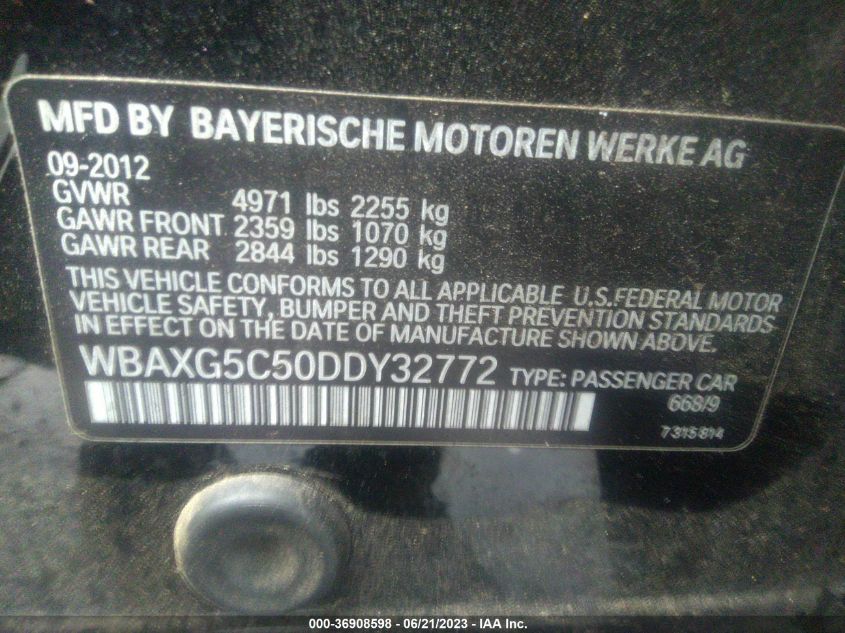 MFD BY BAYERISCHE MOTOREN WERKE AG
09-2012
GVWR 4971 lbs 2255 kg
GAWR FRONT 2359 lbs 1070 kg
GAWR REAR 2844 lbs 1290 kg
THIS VEHICLE CONFORMS TO ALL APPLICABLE U.S.FEDERAL MOTOR
VEHICLE SAFETY, BUMPER AND THEFT PREVENTION STANDARDS
IN EFFECT ON THE DATE OF MANUFACTURE SHOWN ABOVE.
WBAXG5C50DDY32772 TYPE: PASSENGER CAR
668/9
7315814
000-36908598 - 06/21/2023 - IAA Inc.